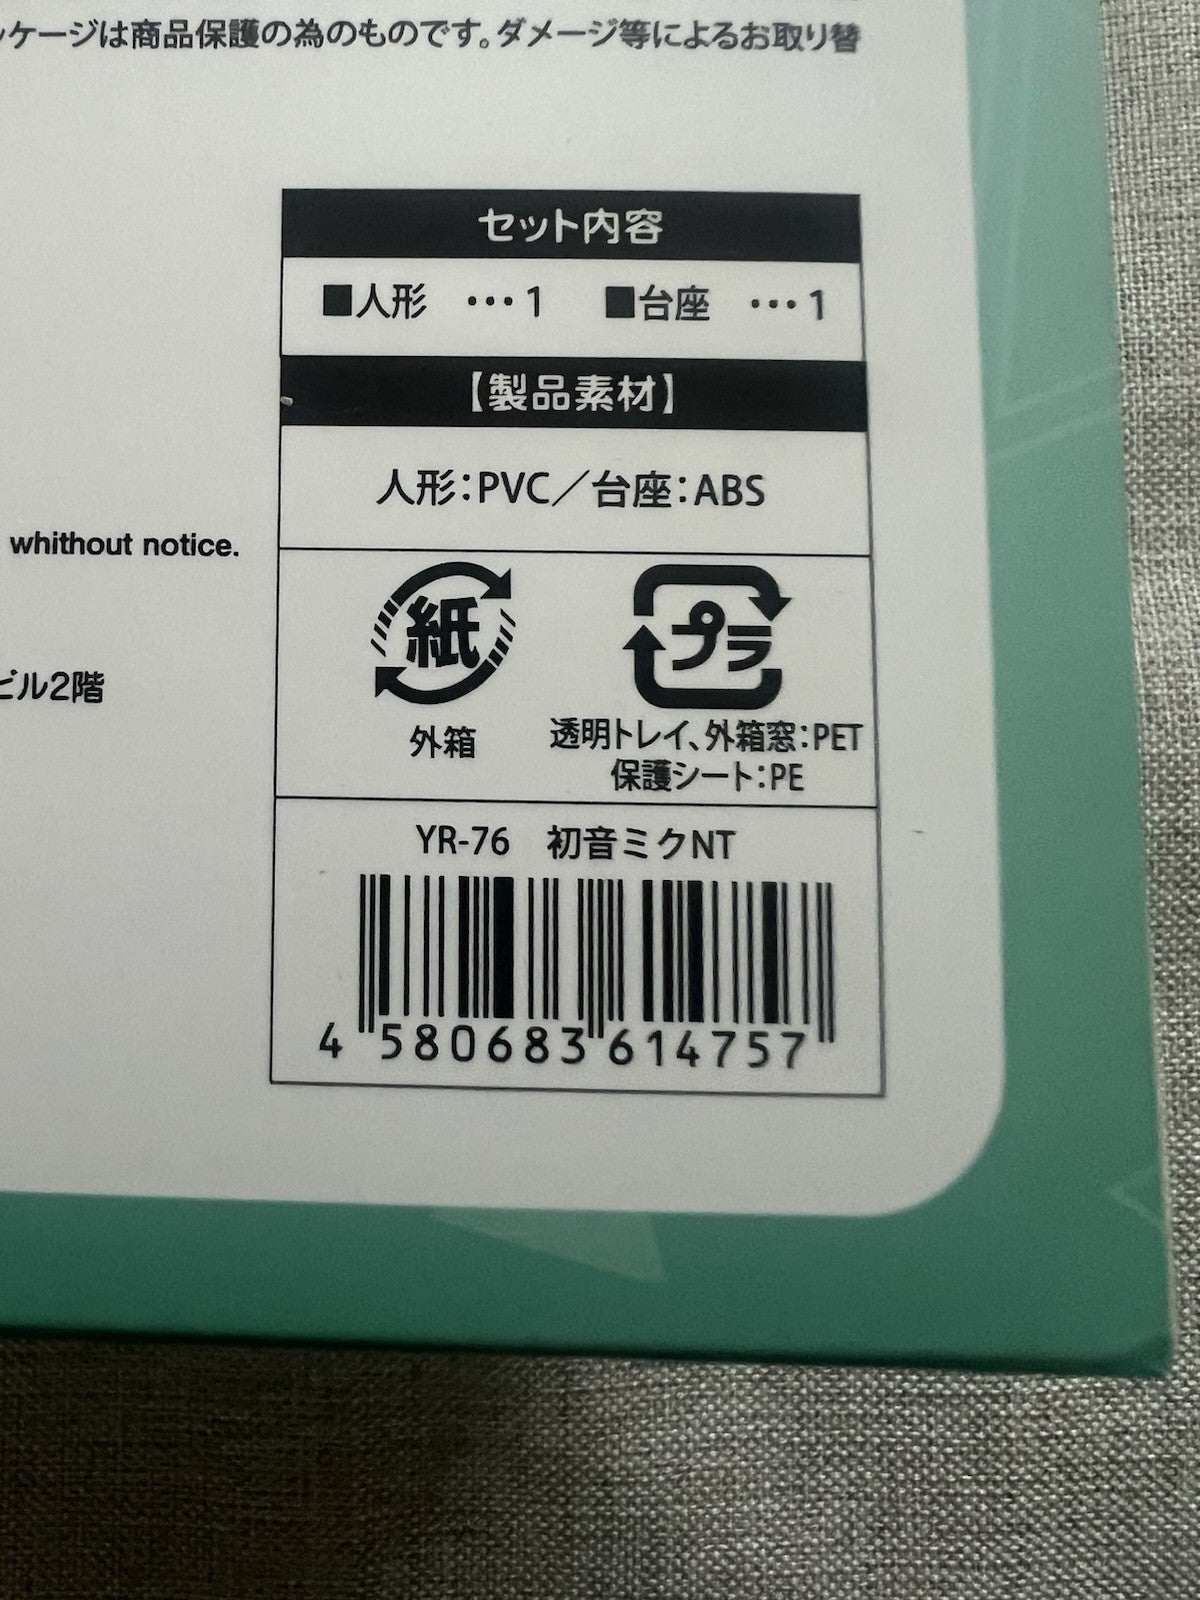 ッケージは商品保護の為のものです。ダメージ等によるお取り替
セット内容
■人形 …1 ■台座 …1
【製品素材】
人形：PVC／台座：ABS
whithout notice.
紙
プラ
ビル2階
外箱
透明トレイ、外箱窓：PET
保護シート：PE
YR-76 初音ミクNT
4 580683 614757